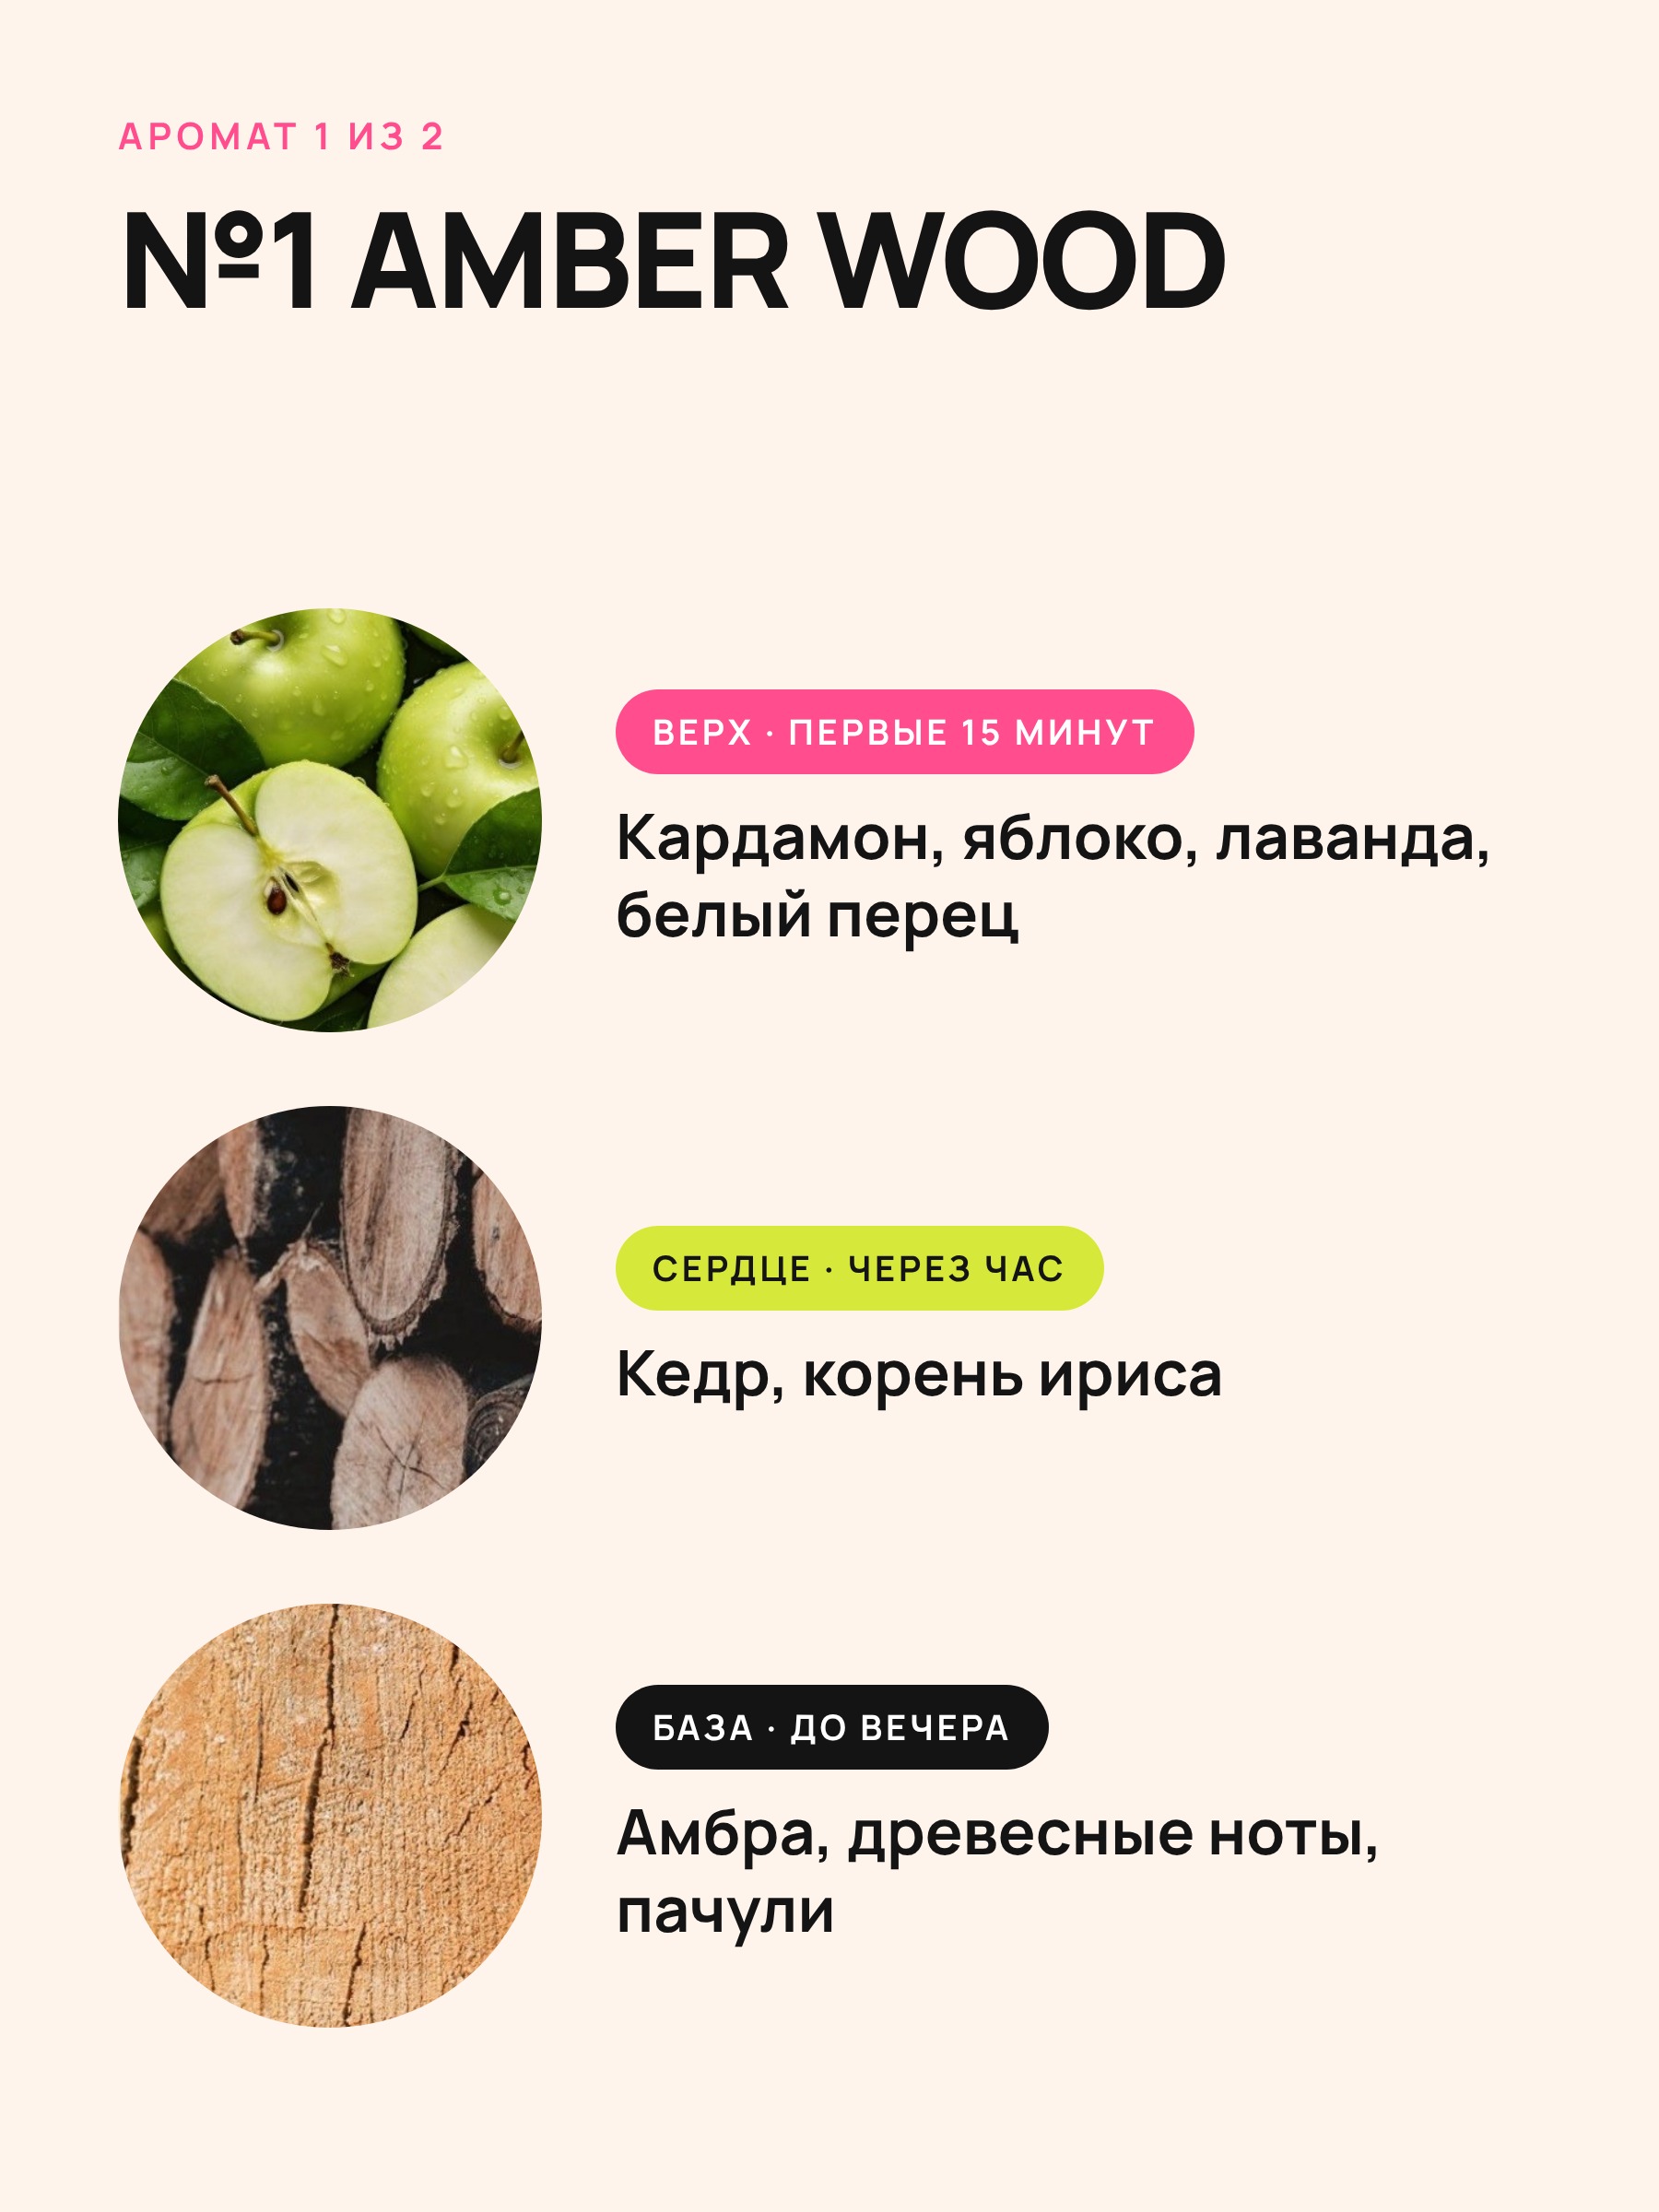 АРОМАТ 1 ИЗ 2
№1 AMBER WOOD
ВЕРХ · ПЕРВЫЕ 15 МИНУТ
Кардамон, яблоко, лаванда,
белый перец
СЕРДЦЕ · ЧЕРЕЗ ЧАС
Кедр, корень ириса
БАЗА · ДО ВЕЧЕРА
Амбра, древесные ноты,
пачули